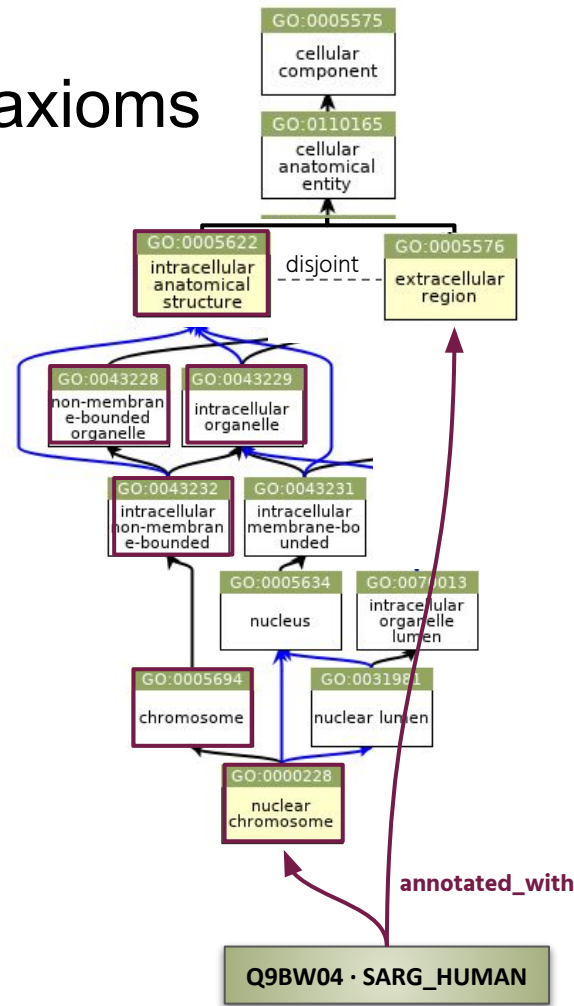 GO:0005575
cellular
component
axioms
GO:0110165
cellular
anatomical
entity
GO:0005622
intracellular
anatomical
structure
disjoint
GO:0005576
extracellular
region
GO:0043228
non-membran
e-bounded
organelle
GO:0043229
intracellular
organelle
GO:0043232
intracellular
non-membran
e-bounded
GO:0043231
intracellular
membrane-bo
unded
GO:0005634
nucleus
GO:0070013
intracellular
organelle
lumen
GO:0005694
chromosome
GO:0031981
nuclear lumen
GO:0000228
nuclear
chromosome
annotated_with
Q9BW04 · SARG_HUMAN